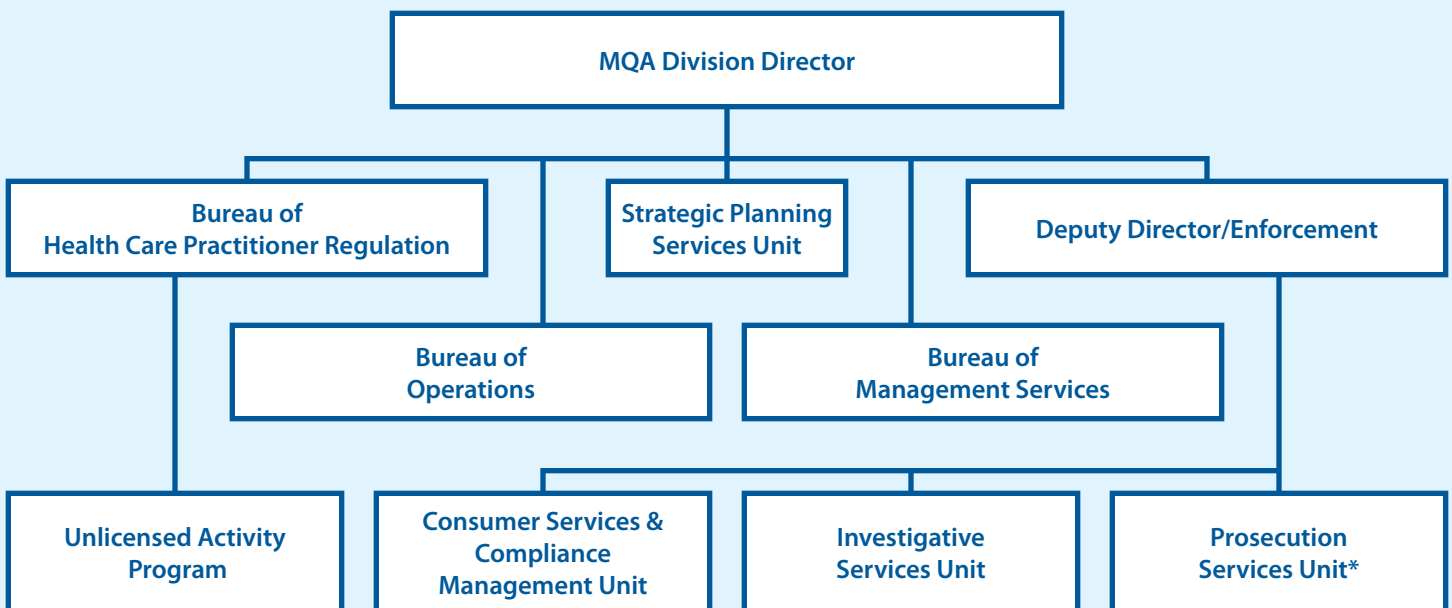 MQA Division Director
Bureau of
Health Care Practitioner Regulation
Strategic Planning
Services Unit
Deputy Director/Enforcement
Bureau of
Operations
Bureau of
Management Services
Unlicensed Activity
Program
Consumer Services &
Compliance
Management Unit
Investigative
Services Unit
Prosecution
Services Unit*